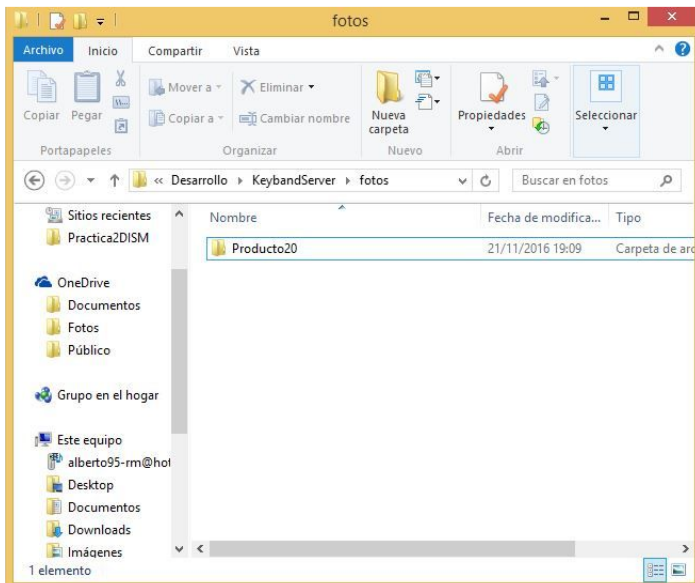 fotos
Archivo Inicio Compartir Vista
Copiar Pegar
Mover a Eliminar
Copiar a Cambiar nombre
Nueva carpeta
Propiedades
Seleccionar
Portapapeles Organizar Nuevo Abrir
« Desarrollo KeybandServer fotos
Buscar en fotos
Sitios recientes
Practica2DISM
OneDrive
Documentos
Fotos
Público
Grupo en el hogar
Este equipo
alberto95-rm@hot
Desktop
Documentos
Downloads
Imágenes
Nombre Fecha de modifica... Tipo
Producto20 21/11/2016 19:09 Carpeta de arc
1 elemento